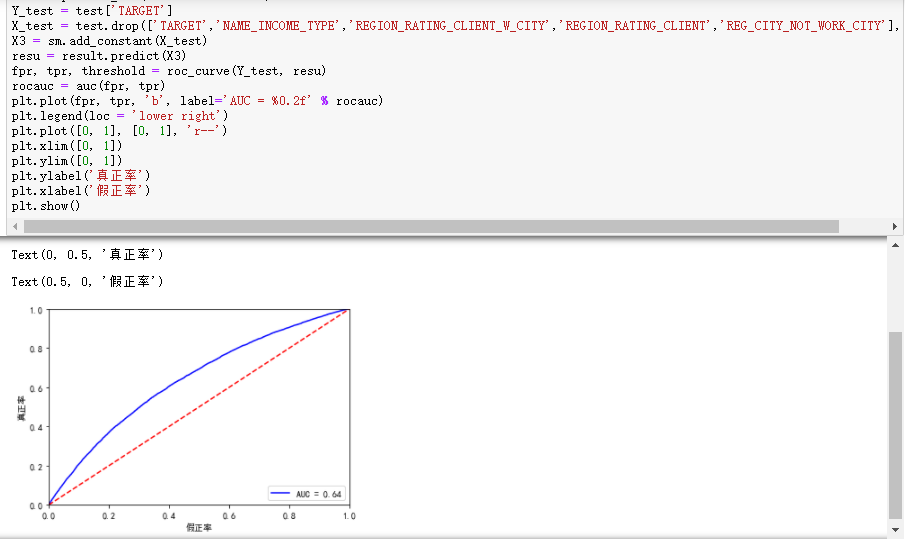 Y_test = test['TARGET']
X_test = test.drop(['TARGET','NAME_INCOME_TYPE','REGION_RATING_CLIENT_W_CITY','REGION_RATING_CLIENT','REG_CITY_NOT_WORK_CITY'],
X3 = sm.add_constant(X_test)
resu = result.predict(X3)
fpr, tpr, threshold = roc_curve(Y_test, resu)
rocauc = auc(fpr, tpr)
plt.plot(fpr, tpr, 'b', label='AUC = %0.2f' % rocauc)
plt.legend(loc = 'lower right')
plt.plot([0, 1], [0, 1], 'r--')
plt.xlim([0, 1])
plt.ylim([0, 1])
plt.ylabel('真正率')
plt.xlabel('假正率')
plt.show()
Text(0, 0.5, '真正率')
Text(0.5, 0, '假正率')
1.0
0.8
0.6
0.4
0.2
0.0
真正率
AUC = 0.64
0.0 0.2 0.4 0.6 0.8 1.0
假正率